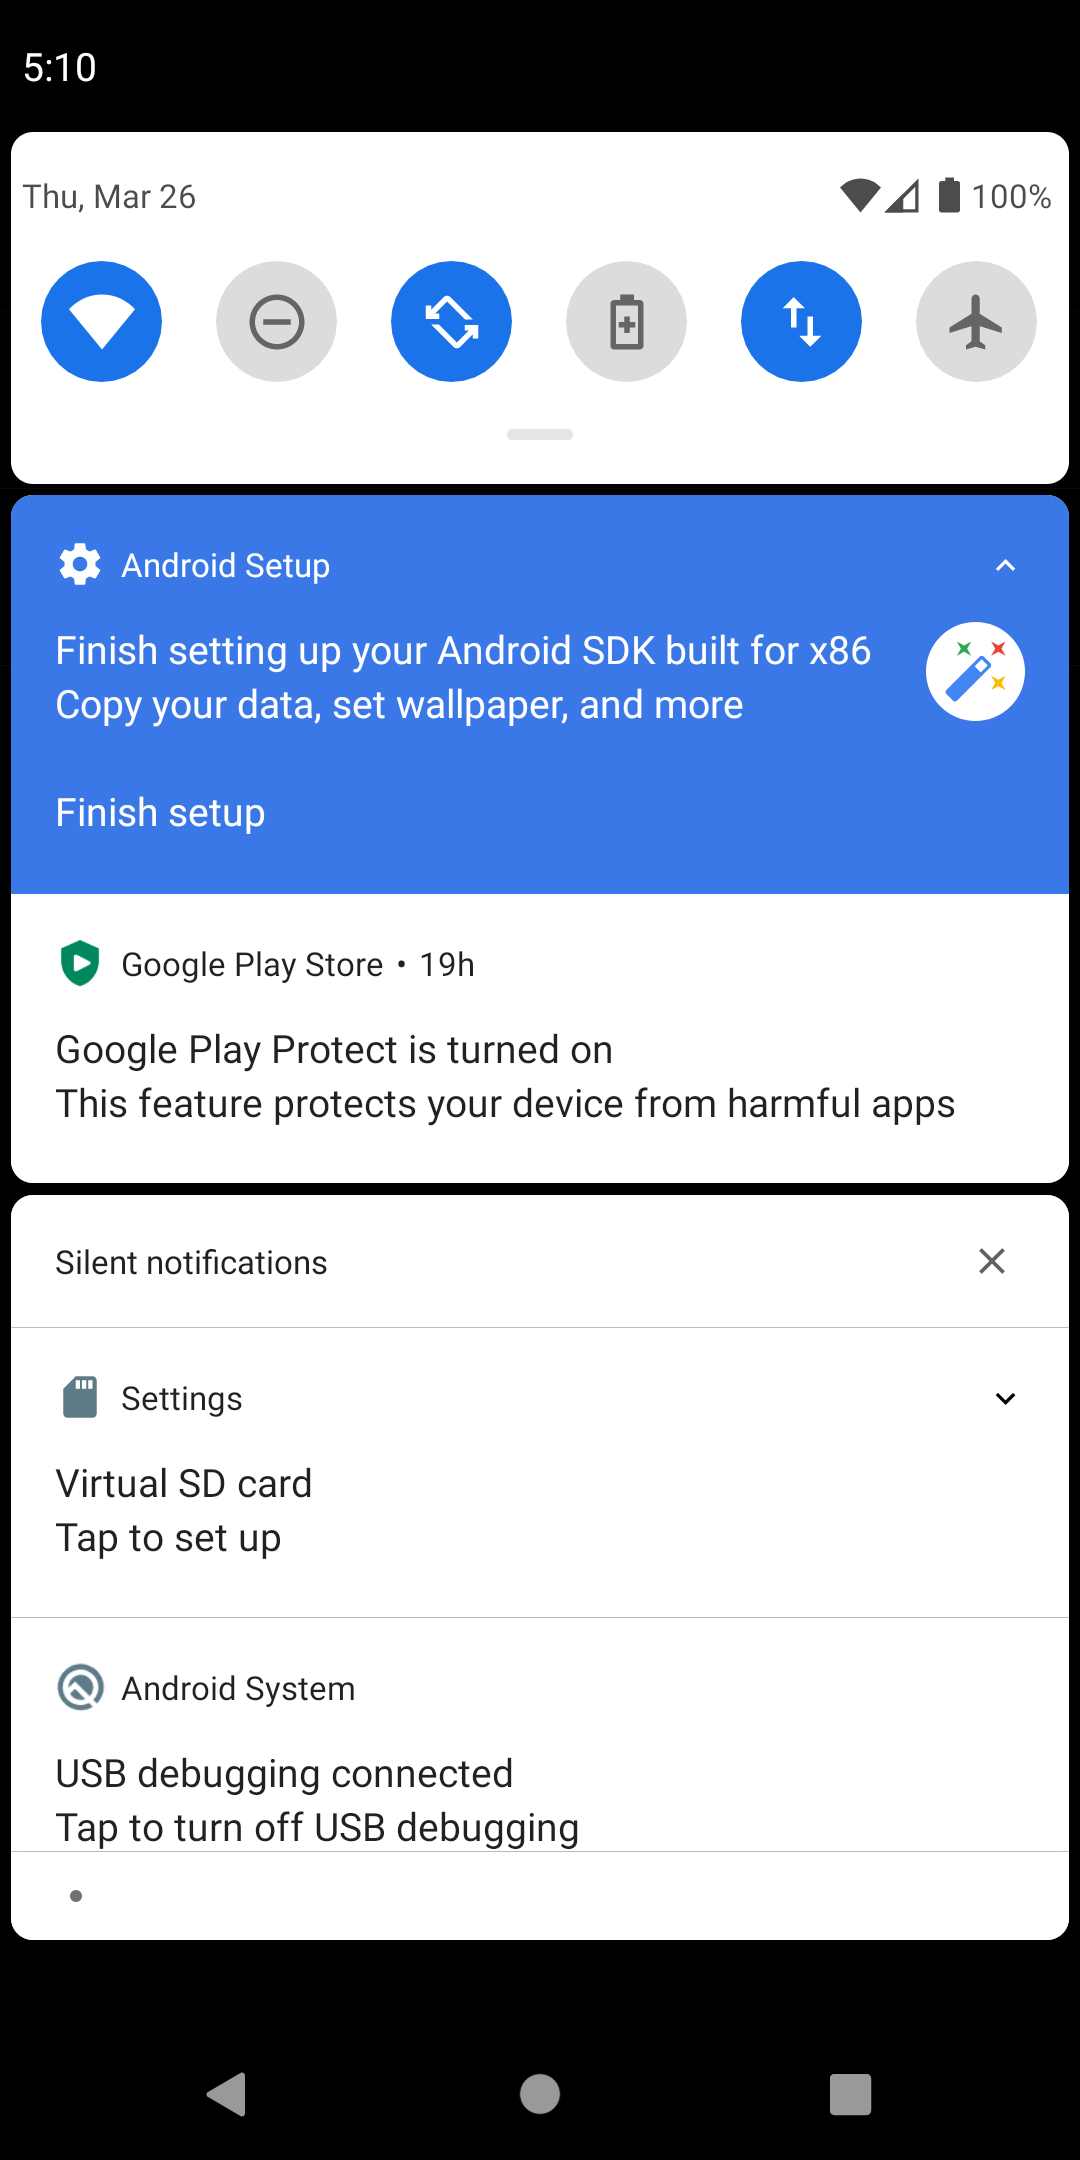 5:10
Thu, Mar 26
100%
Android Setup
Finish setting up your Android SDK built for x86
Copy your data, set wallpaper, and more
Finish setup
Google Play Store • 19h
Google Play Protect is turned on
This feature protects your device from harmful apps
Silent notifications
Settings
Virtual SD card
Tap to set up
Android System
USB debugging connected
Tap to turn off USB debugging